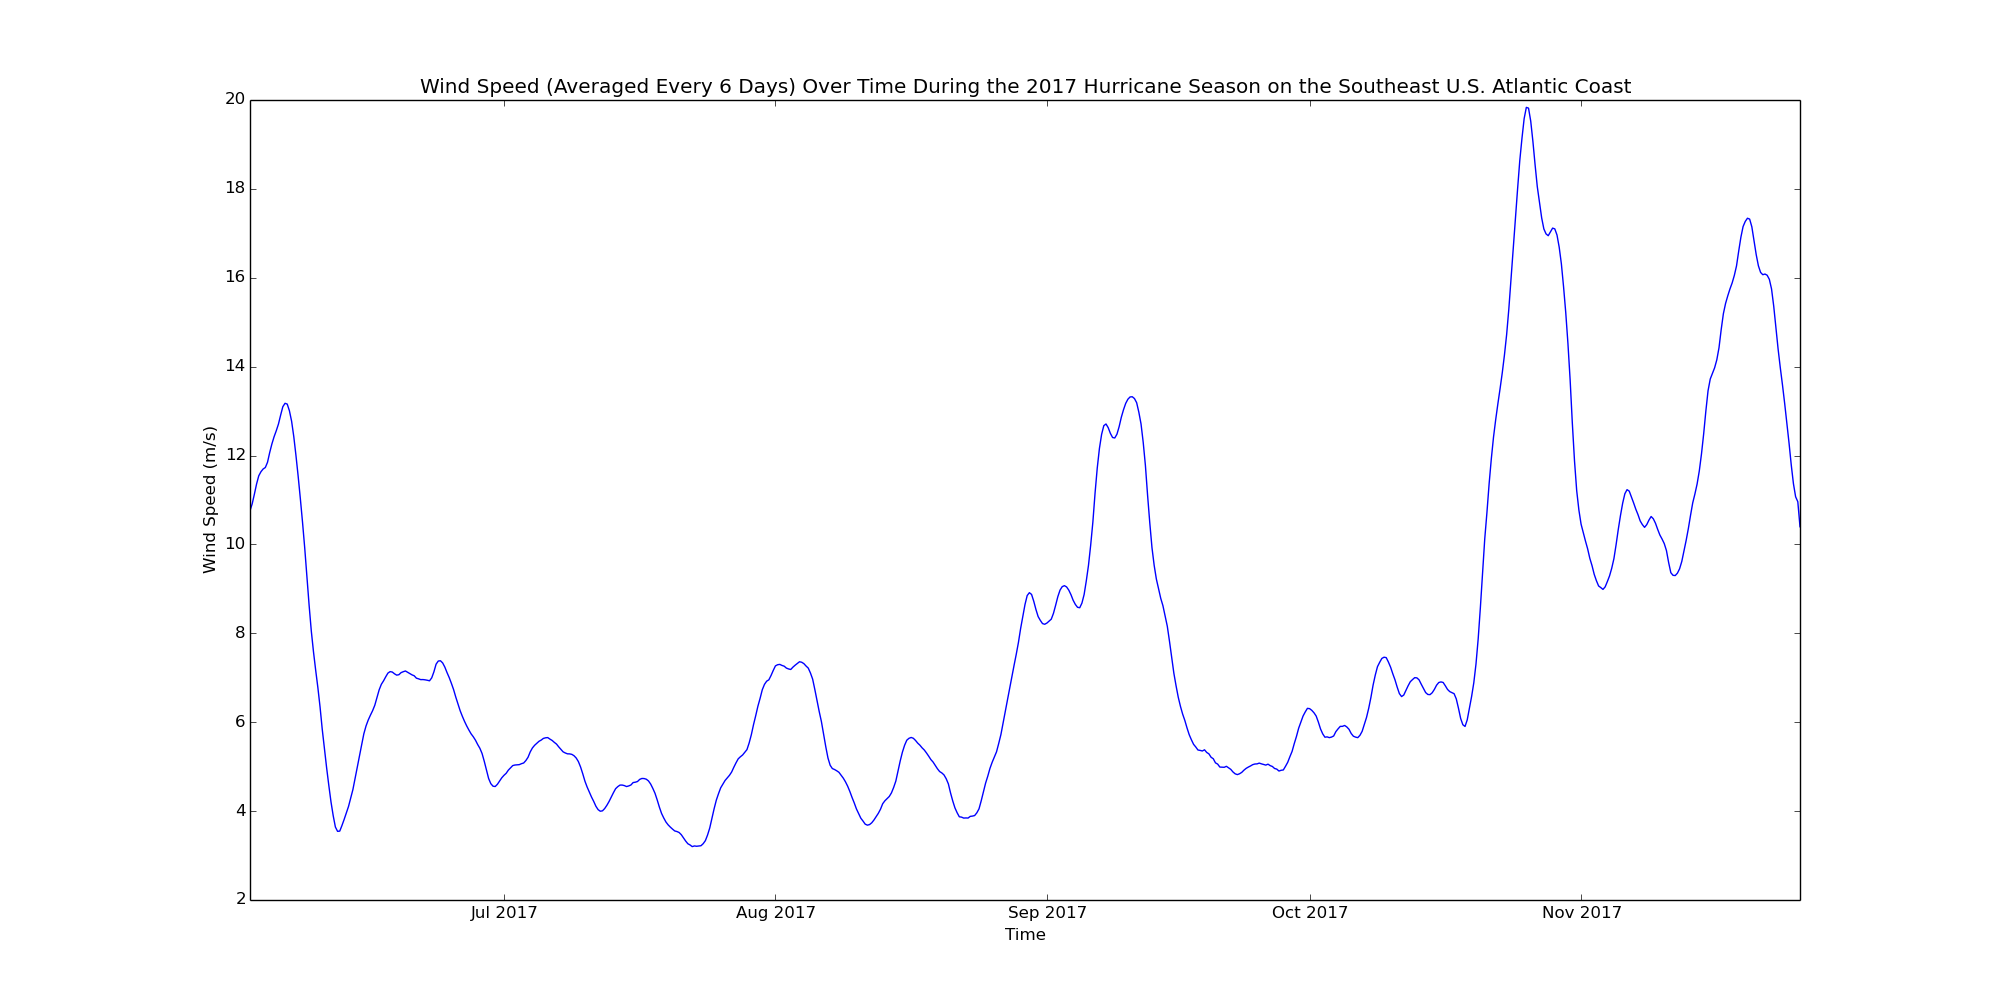 Wind Speed (Averaged Every 6 Days) Over Time During the 2017 Hurricane Season on the Southeast U.S. Atlantic Coast
20
18
16
14
12
10
8
6
4
2
Wind Speed (m/s)
Jul 2017 Aug 2017 Sep 2017 Oct 2017 Nov 2017
Time